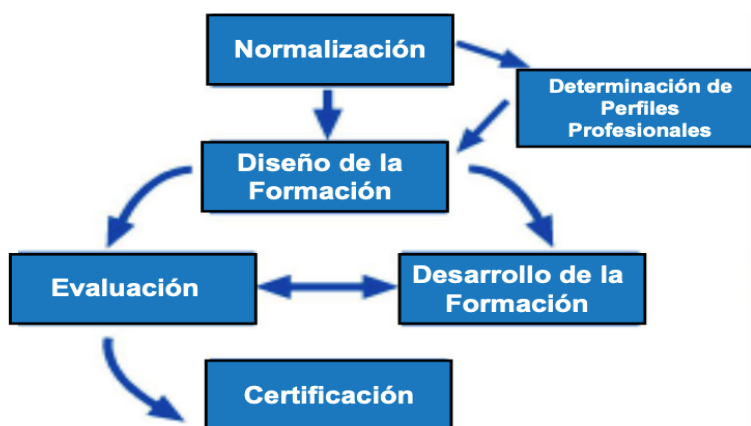 Normalización
Determinación de
Perfiles
Profesionales
Diseño de la
Formación
Evaluación
Desarrollo de la
Formación
Certificación